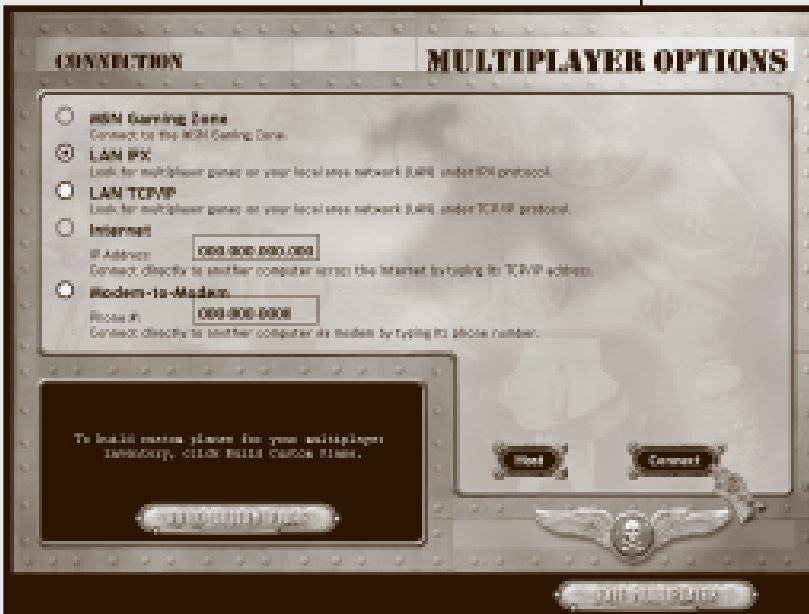 CONNECTION
MULTIPLAYER OPTIONS
MSN Gaming Zone
Connect to the MSN Gaming Zone.
LAN IPX
Look for multiplayer games on your local area network (LAN) under IPX protocol.
LAN TCP/IP
Look for multiplayer games on your local area network (LAN) under TCP/IP protocol.
Internet
IP Address:
000.000.000.000
Connect directly to another computer across the Internet by typing its TCP/IP address.
Modem-to-Modem
Phone #:
000-000-0000
Connect directly to another computer via modem by typing its phone number.
To build custom planes for your multiplayer
inventory, click Build Custom Plane.
Host
Connect